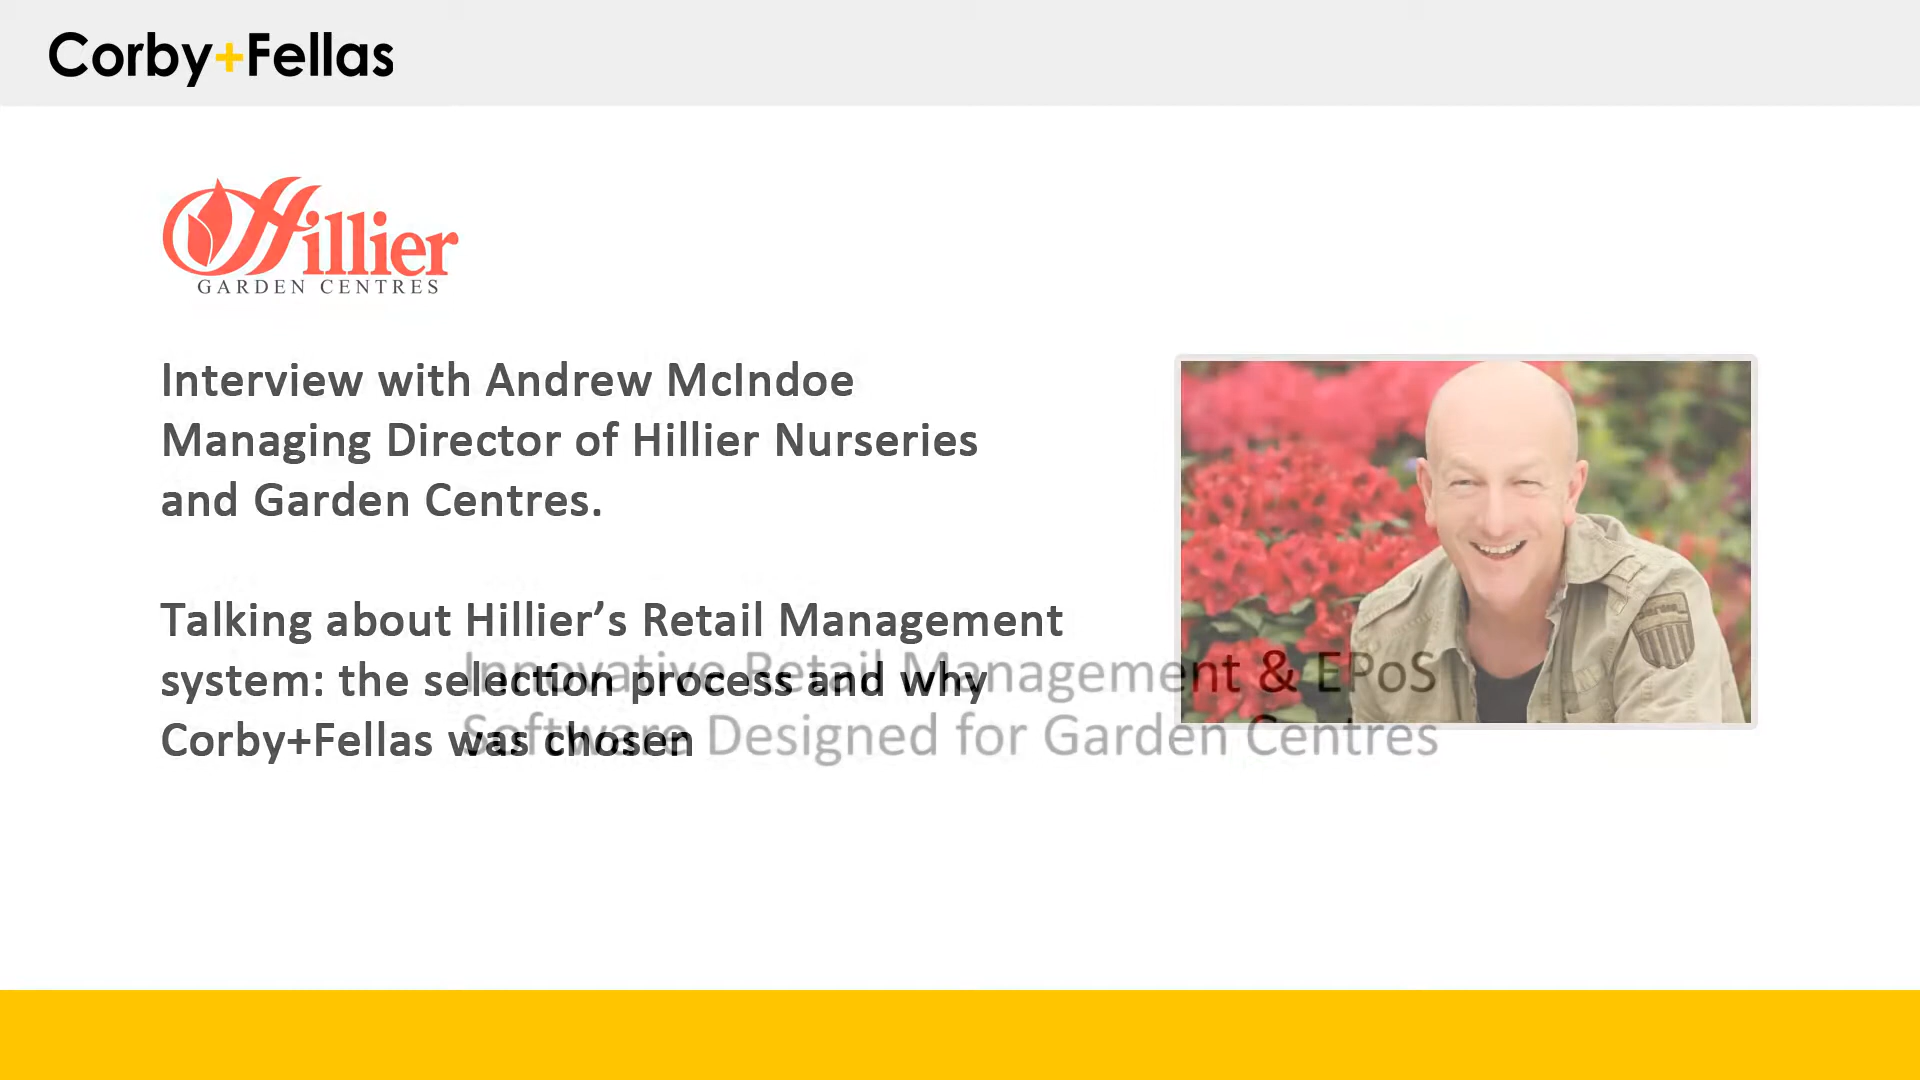 Corby+Fellas
Hillier
GARDEN CENTRES
Interview with Andrew McIndoe
Managing Director of Hillier Nurseries
and Garden Centres.
Talking about Hillier’s Retail Management
system: the selection process and why
Corby+Fellas was chosen
Innovative Retail Management & EPoS
Software Designed for Garden Centres